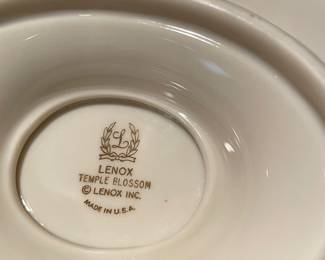 L
LENOX
TEMPLE BLOSSOM
© LENOX INC.
MADE IN U.S.A.